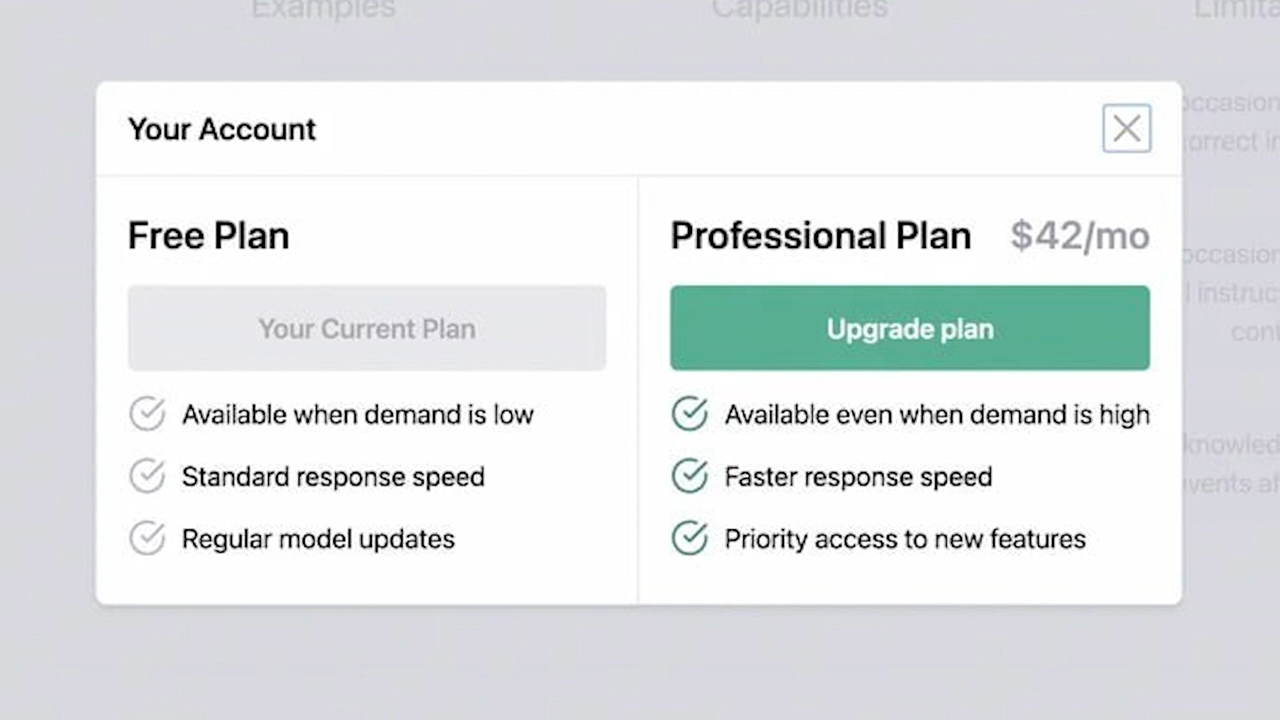 Examples
Capabilities
Your Account
Free Plan
Your Current Plan
Available when demand is low
Standard response speed
Regular model updates
Professional Plan $42/mo
Upgrade plan
Available even when demand is high
Faster response speed
Priority access to new features